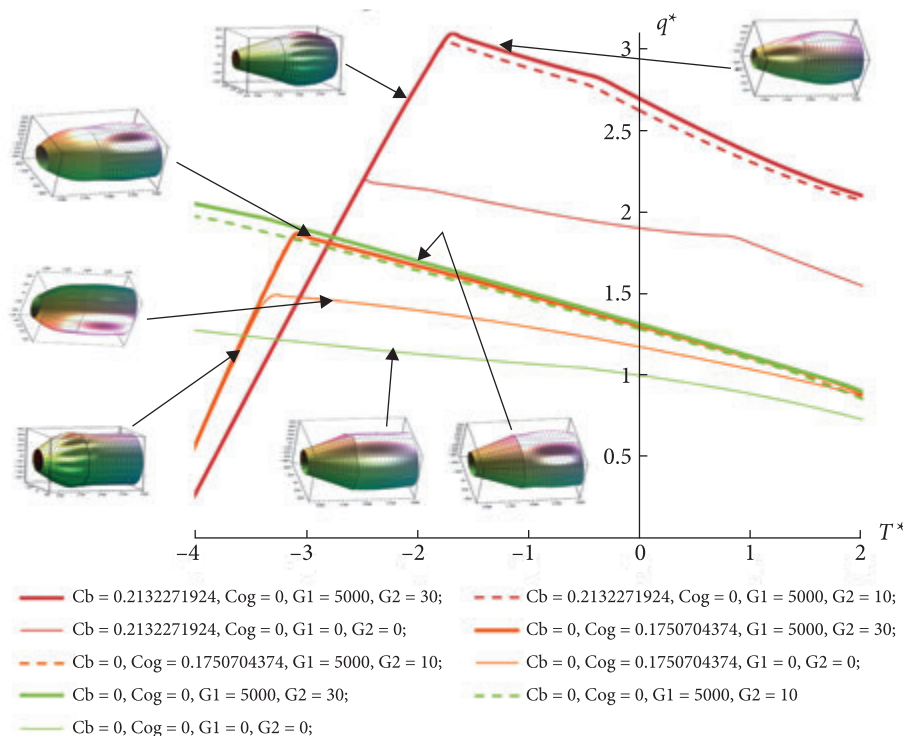 q*
3
2.5
2
1.5
1
0.5
–4 –3 –2 –1 0 1 2 T*
Cb = 0.2132271924, Cog = 0, G1 = 5000, G2 = 30;
Cb = 0.2132271924, Cog = 0, G1 = 5000, G2 = 10;
Cb = 0.2132271924, Cog = 0, G1 = 0, G2 = 0;
Cb = 0, Cog = 0.1750704374, G1 = 5000, G2 = 30;
Cb = 0, Cog = 0.1750704374, G1 = 5000, G2 = 10;
Cb = 0, Cog = 0.1750704374, G1 = 0, G2 = 0;
Cb = 0, Cog = 0, G1 = 5000, G2 = 30;
Cb = 0, Cog = 0, G1 = 5000, G2 = 10
Cb = 0, Cog = 0, G1 = 0, G2 = 0;